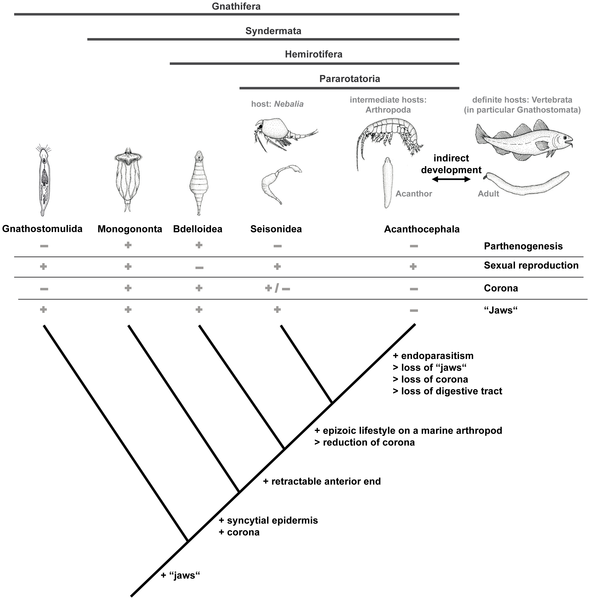 Gnathifera
Syndermata
Hemirotifera
Pararotatoria
host: Nebalia
intermediate hosts:
Arthropoda
definite hosts: Vertebrata
(in particular Gnathostomata)
indirect
development
Acanthor
Adult
Gnathostomulida Monogononta Bdelloidea Seisonidea Acanthocephala
– + + – – Parthenogenesis
+ + – + + Sexual reproduction
– + + + / – – Corona
+ + + + – “Jaws“
+ endoparasitism
> loss of “jaws“
> loss of corona
> loss of digestive tract
+ epizoic lifestyle on a marine arthropod
> reduction of corona
+ retractable anterior end
+ syncytial epidermis
+ corona
+ “jaws“